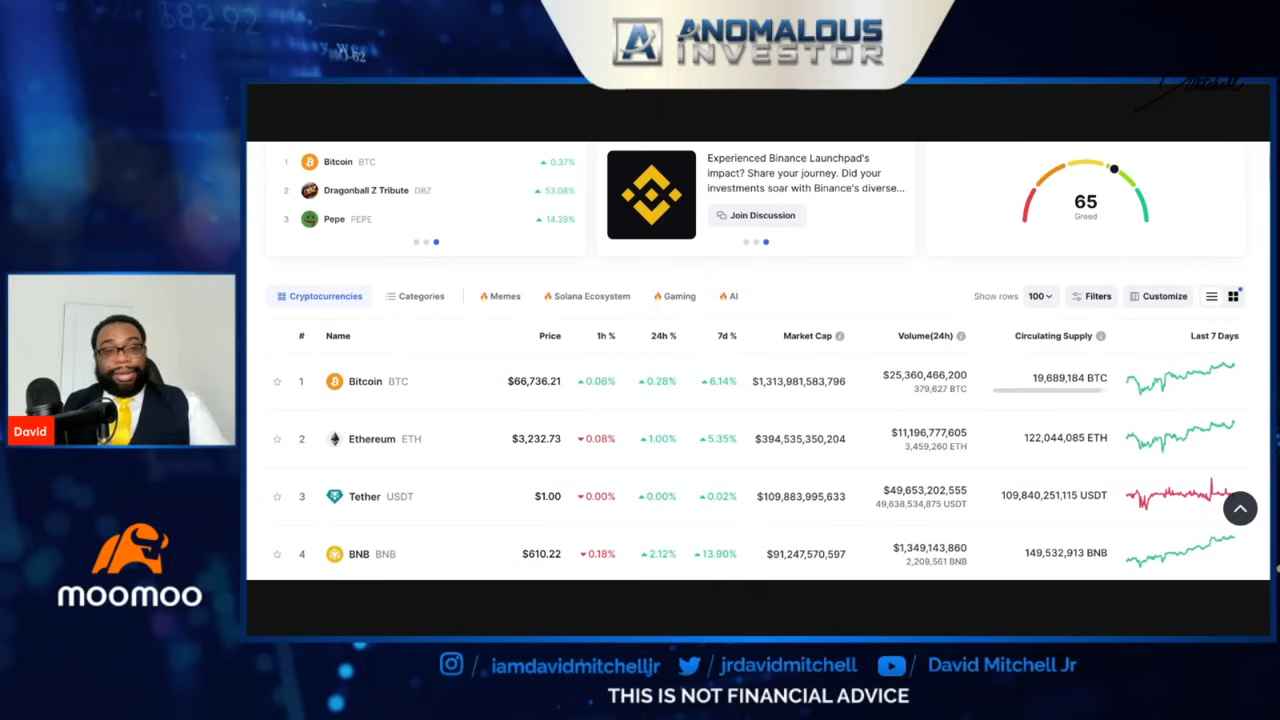 $82.92
ANOMALOUS
INVESTOR
Mitchell
1 Bitcoin BTC 0.37%
2 Dragonball Z Tribute DBZ 53.08%
3 Pepe PEPE 14.39%
Experienced Binance Launchpad's
impact? Share your journey. Did your
investments soar with Binance's diverse...
Join Discussion
65
Greed
Cryptocurrencies Categories Memes Solana Ecosystem Gaming AI Show rows 100 Filters Customize
# Name Price 1h % 24h % 7d % Market Cap Volume(24h) Circulating Supply Last 7 Days
1 Bitcoin BTC $66,736.21 0.06% 0.28% 6.14% $1,313,981,583,796 $25,360,466,200 19,689,184 BTC
379,627 BTC
2 Ethereum ETH $3,232.73 0.08% 1.00% 5.35% $394,535,350,204 $11,196,777,605 122,044,085 ETH
3,459,260 ETH
3 Tether USDT $1.00 0.00% 0.00% 0.02% $109,883,995,633 $49,653,202,555 109,840,251,115 USDT
49,638,534,875 USDT
4 BNB BNB $610.22 0.18% 2.12% 13.90% $91,247,570,597 $1,349,143,860 149,532,913 BNB
2,209,561 BNB
David
moomoo
/ iamdavidmitchelljr / jrdavidmitchell / David Mitchell Jr
THIS IS NOT FINANCIAL ADVICE